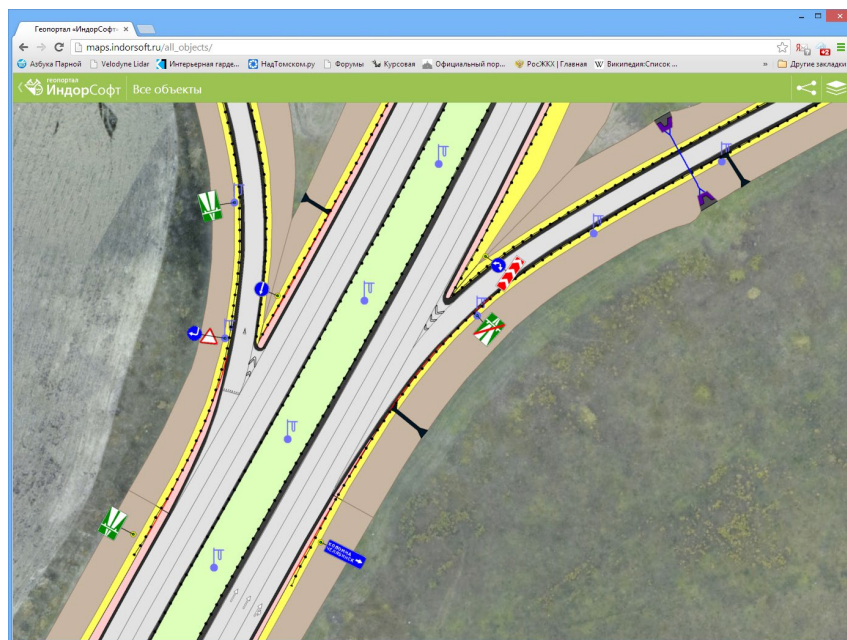 Геопортал «ИндорСофт»
maps.indorsoft.ru/all_objects/
Азбука Парной
Velodyne Lidar
Интерьерная гарде...
НадТомском.ру
Форумы
Курсовая
Официальный пор...
РосЖКХ | Главная
W Википедия:Список ...
»
Другие закладки
геопортал
ИндорСофт
Все объекты
ЧЕЛЯБИНСК